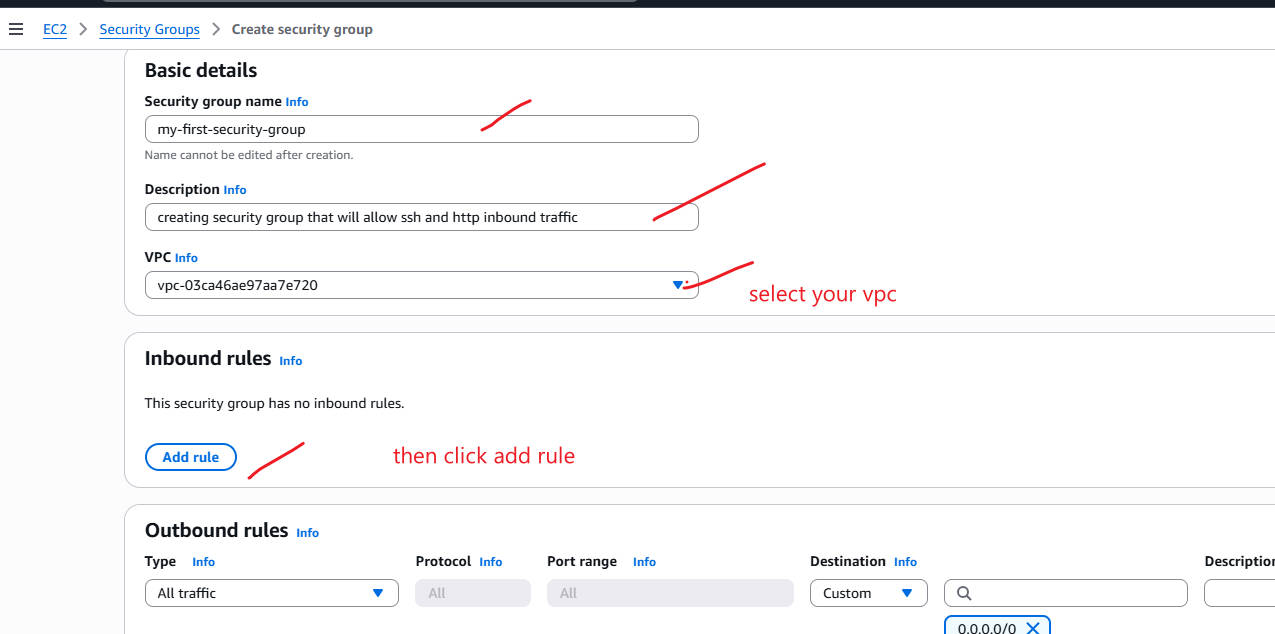 EC2 > Security Groups > Create security group
Basic details
Security group name Info
my-first-security-group
Name cannot be edited after creation.
Description Info
creating security group that will allow ssh and http inbound traffic
VPC Info
vpc-03ca46ae97aa7e720
select your vpc
Inbound rules Info
This security group has no inbound rules.
Add rule then click add rule
Outbound rules Info
Type Info Protocol Info Port range Info Destination Info Description
All traffic All All Custom
0.0.0.0/0